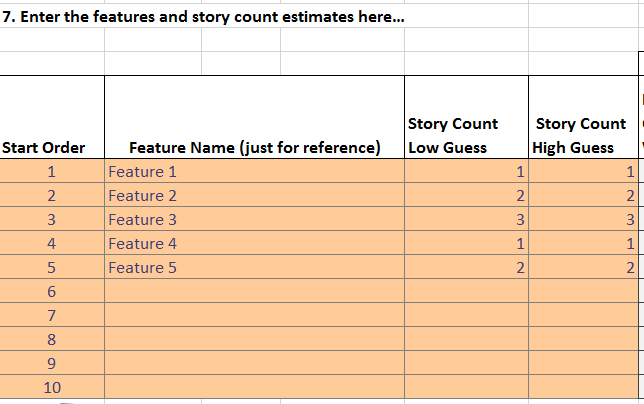 7. Enter the features and story count estimates here...
Start Order Feature Name (just for reference) Story Count Low Guess Story Count High Guess
1 Feature 1 1 1
2 Feature 2 2 2
3 Feature 3 3 3
4 Feature 4 1 1
5 Feature 5 2 2
6
7
8
9
10